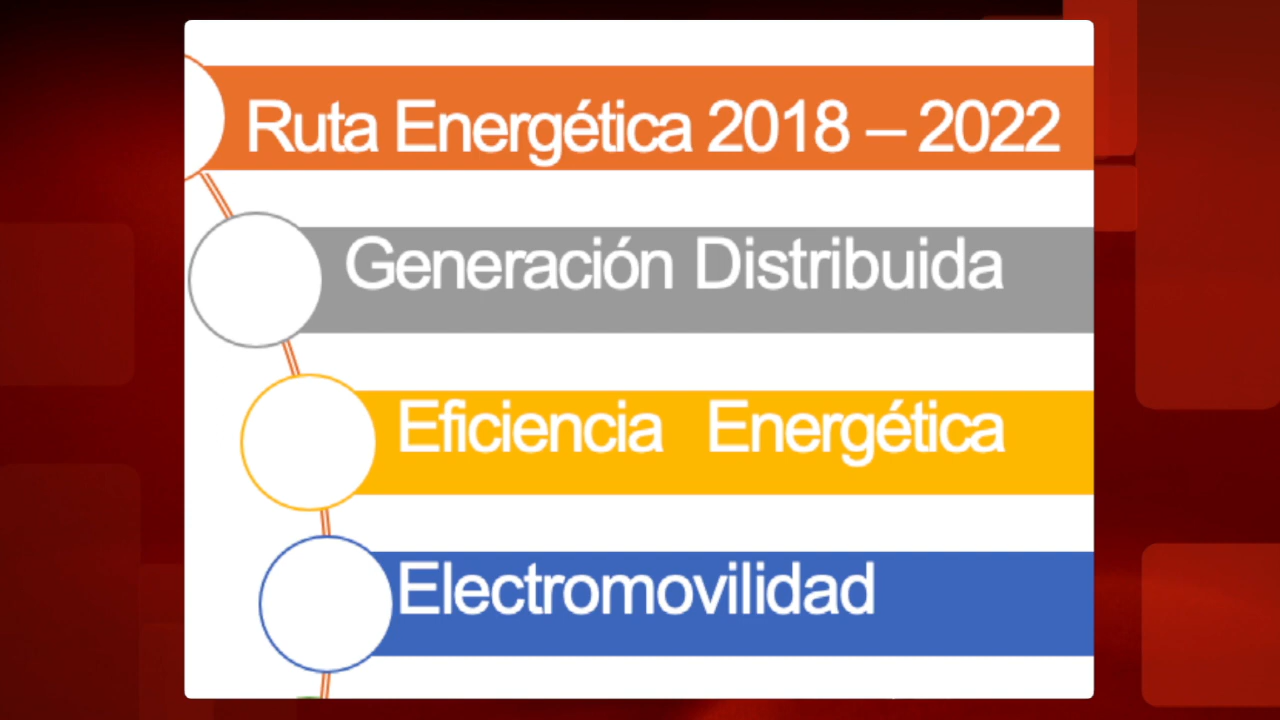 Ruta Energética 2018 – 2022
Generación Distribuida
Eficiencia Energética
Electromovilidad